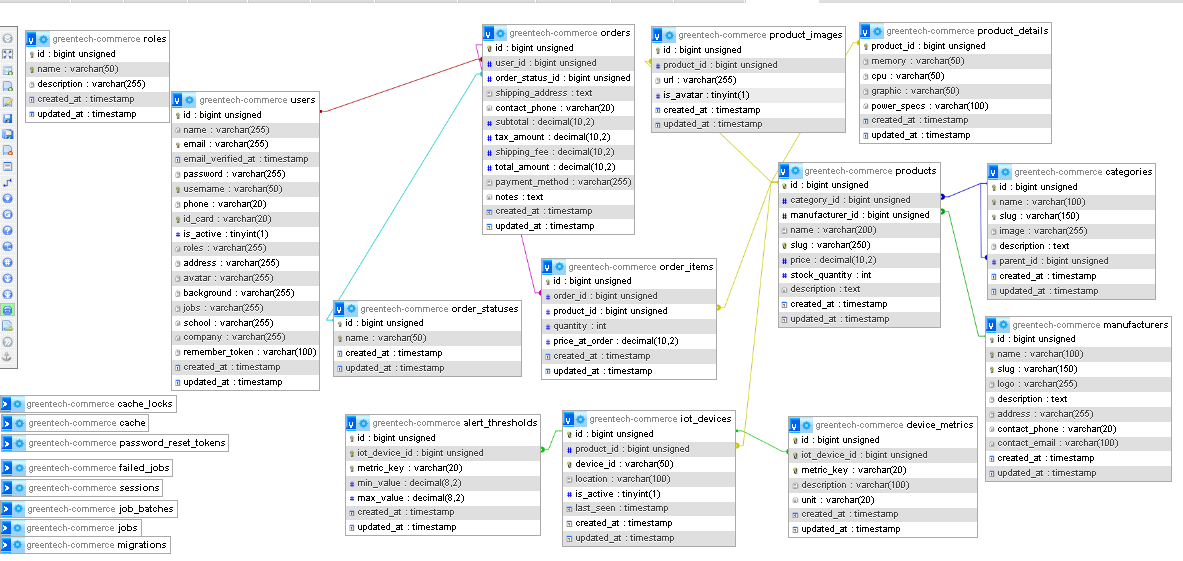 greentech-commerce roles
id : bigint unsigned
name : varchar(50)
description : varchar(255)
created_at : timestamp
updated_at : timestamp
greentech-commerce users
id : bigint unsigned
name : varchar(255)
email : varchar(255)
email_verified_at : timestamp
password : varchar(255)
username : varchar(50)
phone : varchar(20)
id_card : varchar(20)
is_active : tinyint(1)
roles : varchar(255)
address : varchar(255)
avatar : varchar(255)
background : varchar(255)
jobs : varchar(255)
school : varchar(255)
company : varchar(255)
remember_token : varchar(100)
created_at : timestamp
updated_at : timestamp
greentech-commerce orders
id : bigint unsigned
user_id : bigint unsigned
order_status_id : bigint unsigned
shipping_address : text
contact_phone : varchar(20)
subtotal : decimal(10,2)
tax_amount : decimal(10,2)
shipping_fee : decimal(10,2)
total_amount : decimal(10,2)
payment_method : varchar(255)
notes : text
created_at : timestamp
updated_at : timestamp
greentech-commerce product_images
id : bigint unsigned
product_id : bigint unsigned
url : varchar(255)
is_avatar : tinyint(1)
created_at : timestamp
updated_at : timestamp
greentech-commerce product_details
product_id : bigint unsigned
memory : varchar(50)
cpu : varchar(50)
graphic : varchar(50)
power_specs : varchar(100)
created_at : timestamp
updated_at : timestamp
greentech-commerce products
id : bigint unsigned
category_id : bigint unsigned
manufacturer_id : bigint unsigned
name : varchar(200)
slug : varchar(250)
price : decimal(10,2)
stock_quantity : int
description : text
created_at : timestamp
updated_at : timestamp
greentech-commerce categories
id : bigint unsigned
name : varchar(100)
slug : varchar(150)
image : varchar(255)
description : text
parent_id : bigint unsigned
created_at : timestamp
updated_at : timestamp
greentech-commerce order_items
id : bigint unsigned
order_id : bigint unsigned
product_id : bigint unsigned
quantity : int
price_at_order : decimal(10,2)
created_at : timestamp
updated_at : timestamp
greentech-commerce order_statuses
id : bigint unsigned
name : varchar(50)
created_at : timestamp
updated_at : timestamp
greentech-commerce manufacturers
id : bigint unsigned
name : varchar(100)
slug : varchar(150)
logo : varchar(255)
description : text
address : varchar(255)
contact_phone : varchar(20)
contact_email : varchar(100)
created_at : timestamp
updated_at : timestamp
greentech-commerce cache_locks
greentech-commerce cache
greentech-commerce password_reset_tokens
greentech-commerce failed_jobs
greentech-commerce sessions
greentech-commerce job_batches
greentech-commerce jobs
greentech-commerce migrations
greentech-commerce alert_thresholds
id : bigint unsigned
iot_device_id : bigint unsigned
metric_key : varchar(20)
min_value : decimal(8,2)
max_value : decimal(8,2)
created_at : timestamp
updated_at : timestamp
greentech-commerce iot_devices
id : bigint unsigned
product_id : bigint unsigned
device_id : varchar(50)
location : varchar(100)
is_active : tinyint(1)
last_seen : timestamp
created_at : timestamp
updated_at : timestamp
greentech-commerce device_metrics
id : bigint unsigned
iot_device_id : bigint unsigned
metric_key : varchar(20)
description : varchar(100)
unit : varchar(20)
created_at : timestamp
updated_at : timestamp